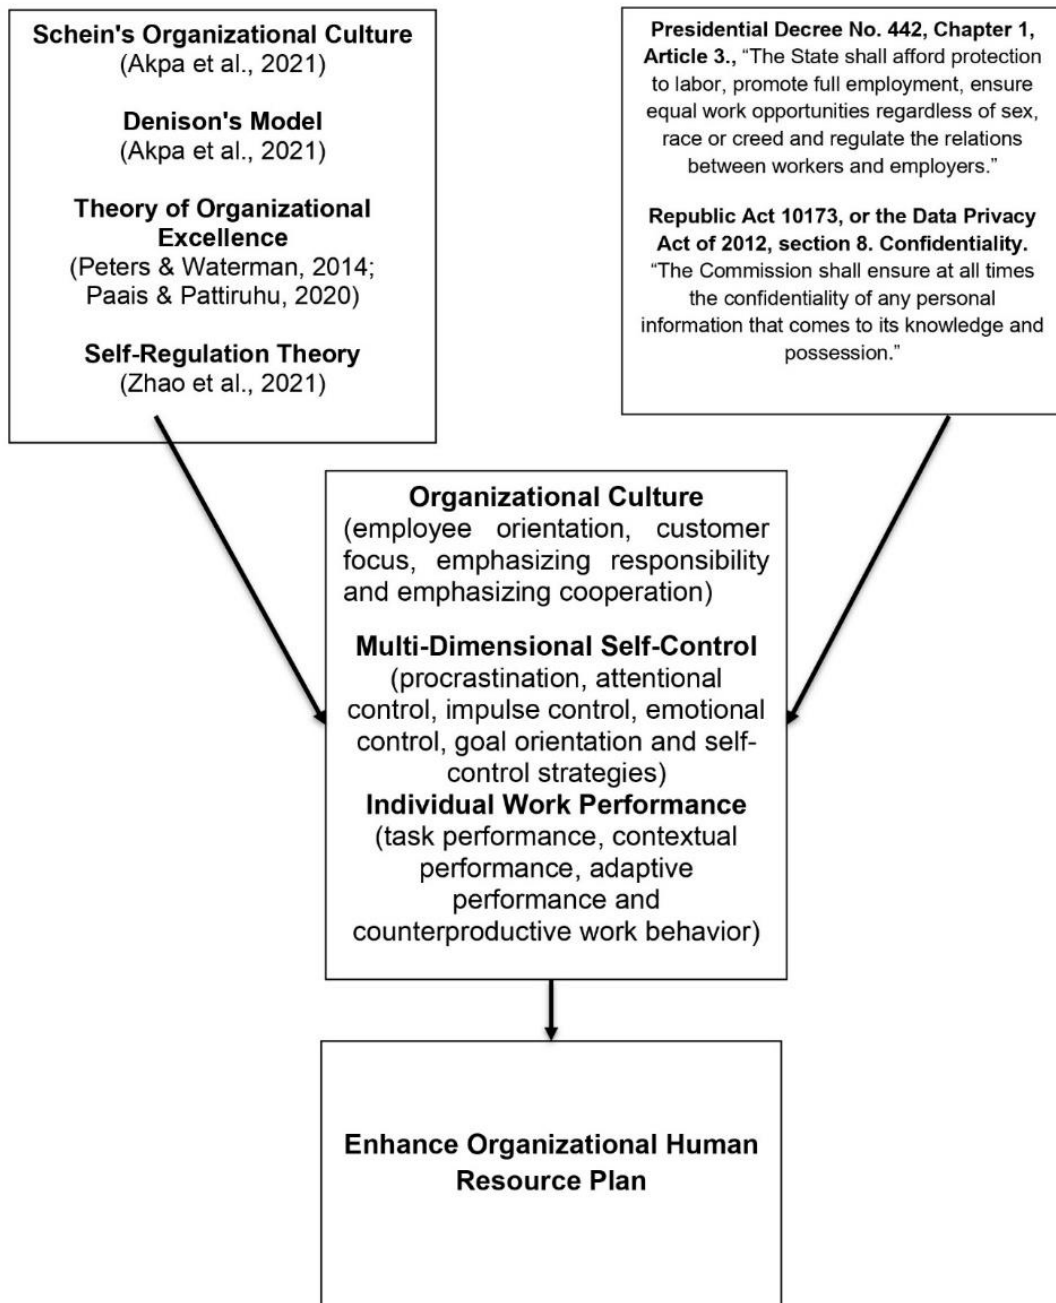 Schein's Organizational Culture
(Akpa et al., 2021)
Denison's Model
(Akpa et al., 2021)
Theory of Organizational
Excellence
(Peters & Waterman, 2014;
Paais & Pattiruhu, 2020)
Self-Regulation Theory
(Zhao et al., 2021)
Presidential Decree No. 442, Chapter 1,
Article 3., “The State shall afford protection
to labor, promote full employment, ensure
equal work opportunities regardless of sex,
race or creed and regulate the relations
between workers and employers.”
Republic Act 10173, or the Data Privacy
Act of 2012, section 8. Confidentiality.
“The Commission shall ensure at all times
the confidentiality of any personal
information that comes to its knowledge and
possession.”
Organizational Culture
(employee orientation, customer
focus, emphasizing responsibility
and emphasizing cooperation)
Multi-Dimensional Self-Control
(procrastination, attentional
control, impulse control, emotional
control, goal orientation and self-
control strategies)
Individual Work Performance
(task performance, contextual
performance, adaptive
performance and
counterproductive work behavior)
Enhance Organizational Human
Resource Plan